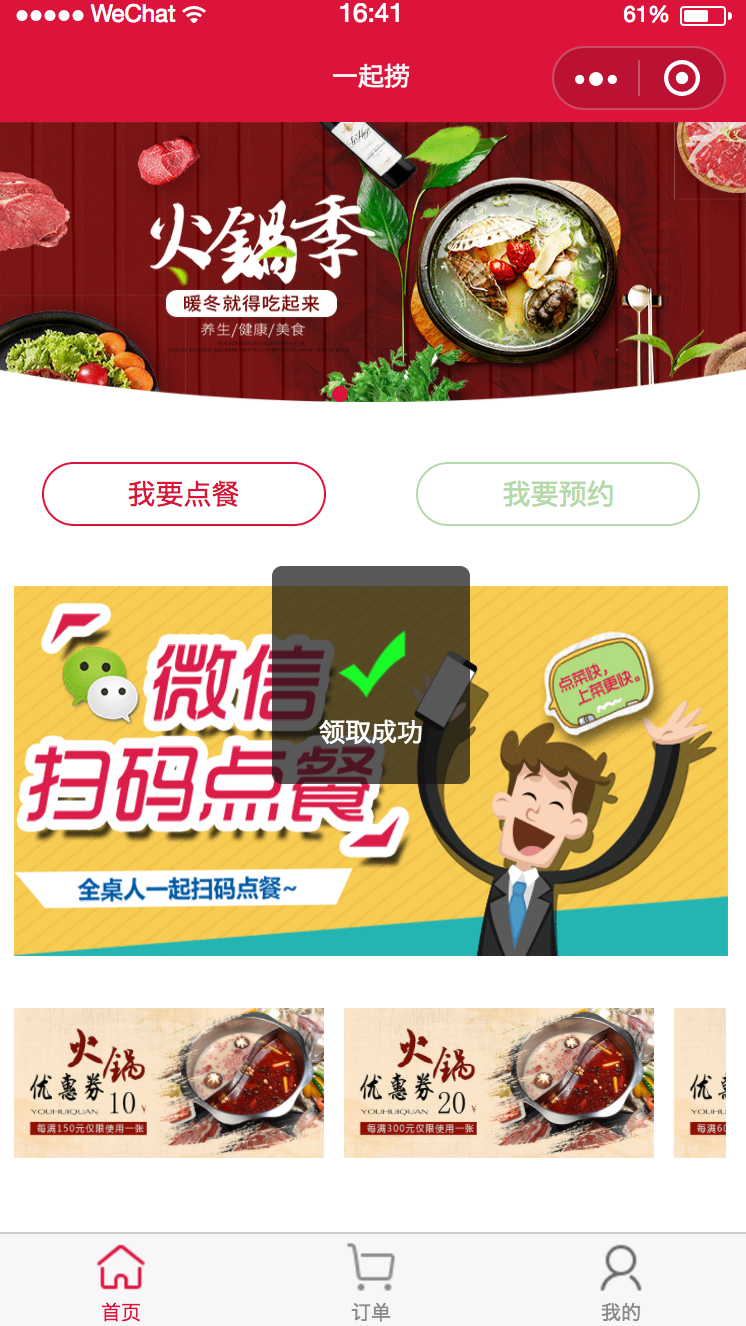 WeChat
16:41
61%
一起捞
火锅季
暖冬就得吃起来
养生/健康/美食
我要点餐
我要预约
微信
扫码点餐
点菜快，
上菜更快。
领取成功
全桌人一起扫码点餐~
火锅
优惠券
YOUHUIQUAN
10¥
每满150元仅限使用一张
火锅
优惠券
YOUHUIQUAN
20¥
每满300元仅限使用一张
优惠
YOUHU
每满60
首页
订单
我的